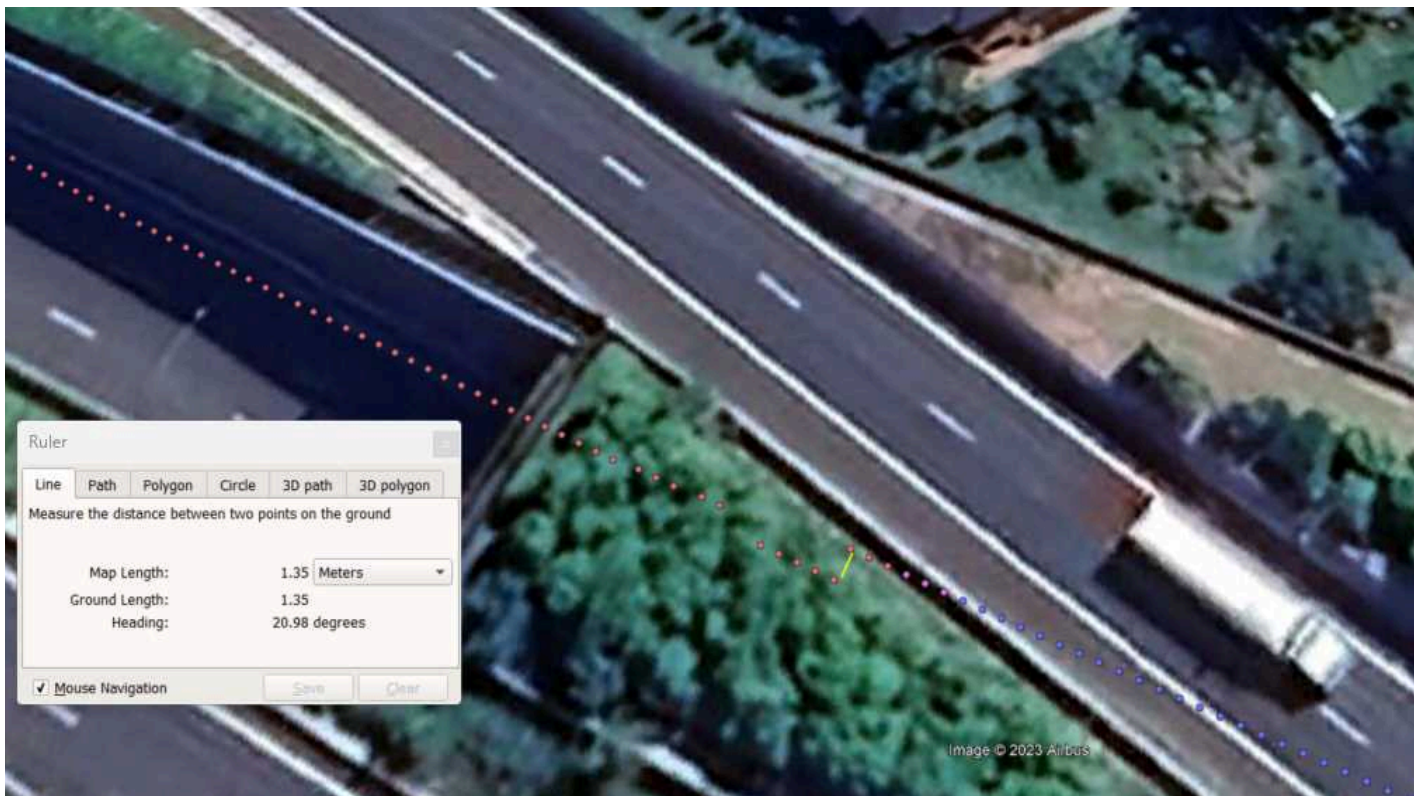 Ruler
Line Path Polygon Circle 3D path 3D polygon
Measure the distance between two points on the ground
Map Length: 1.35 Meters
Ground Length: 1.35
Heading: 20.98 degrees
Mouse Navigation Save Clear
Image © 2023 Airbus